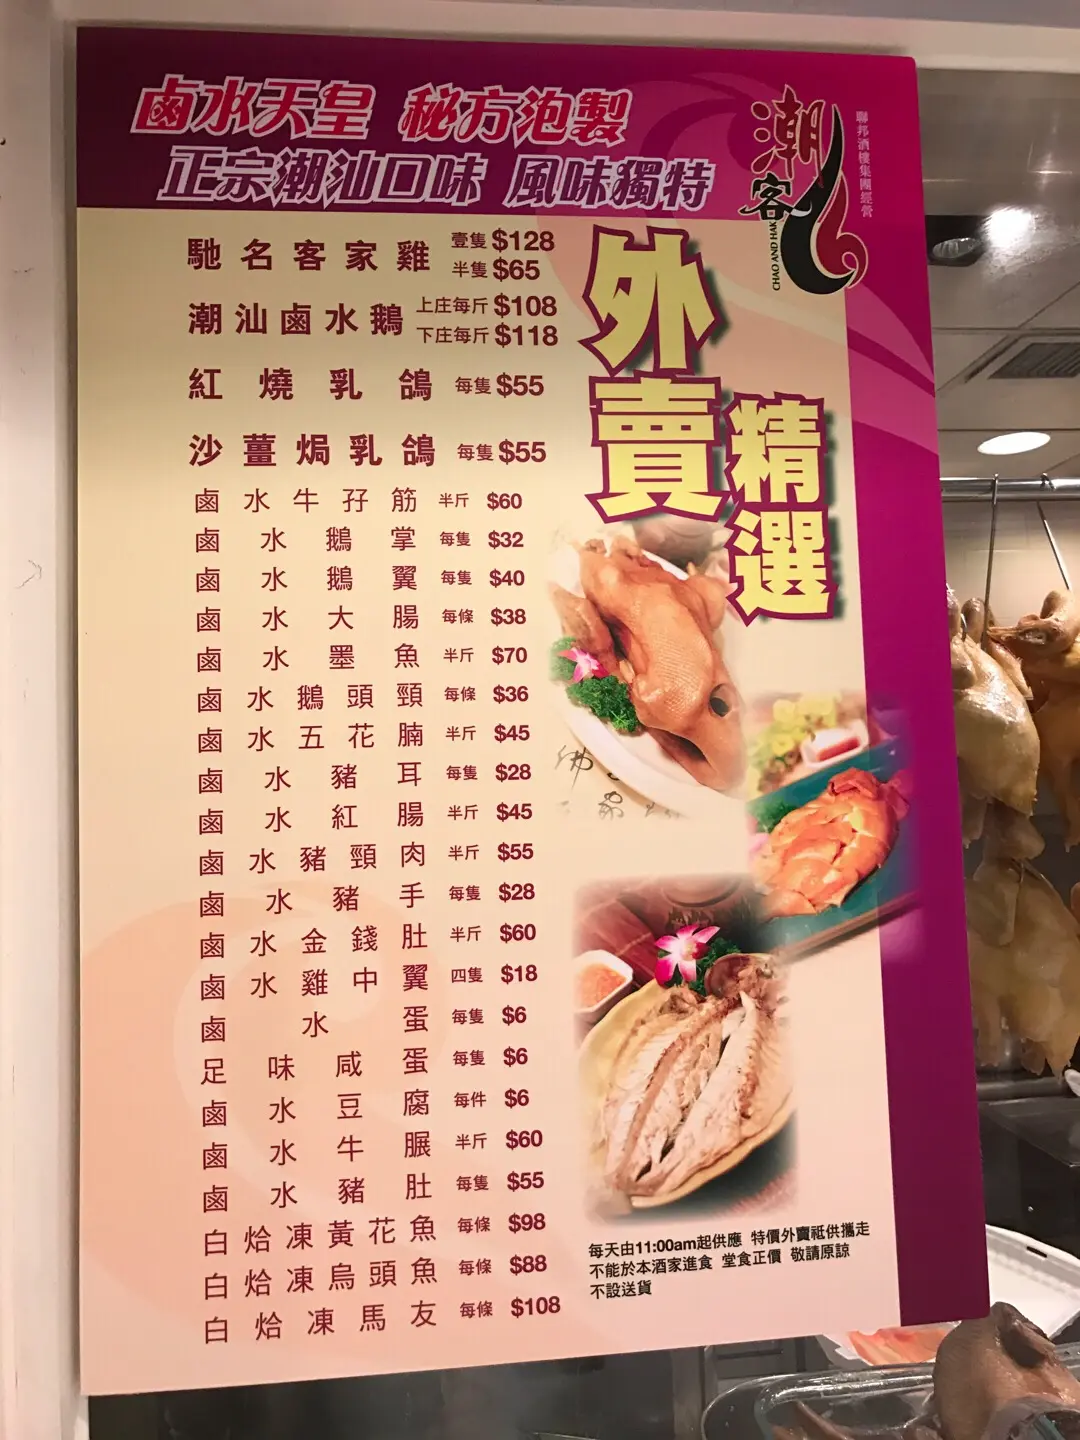 鹵水天皇 秘方泡製
正宗潮汕口味 風味獨特
潮客
CHAO AND HAK
聯邦酒樓集團經營
外賣
精選
馳名客家雞 壹隻 $128
半隻 $65
潮汕鹵水鵝 上庄每斤 $108
下庄每斤 $118
紅燒乳鴿 每隻 $55
沙薑焗乳鴿 每隻 $55
鹵水牛孖筋 半斤 $60
鹵水鵝掌 每隻 $32
鹵水鵝翼 每隻 $40
鹵水大腸 每條 $38
鹵水墨魚 半斤 $70
鹵水鵝頭頸 每條 $36
鹵水五花腩 半斤 $45
鹵水豬耳 每隻 $28
鹵水紅腸 半斤 $45
鹵水豬頸肉 半斤 $55
鹵水豬手 每隻 $28
鹵水金錢肚 半斤 $60
鹵水雞中翼 四隻 $18
鹵水蛋 每隻 $6
足味咸蛋 每隻 $6
鹵水豆腐 每件 $6
鹵水牛𦟌 半斤 $60
鹵水豬肚 每隻 $55
白烚凍黃花魚 每條 $98
白烚凍烏頭魚 每條 $88
白烚凍馬友 每條 $108
每天由11:00am起供應 特價外賣祗供攜走
不能於本酒家進食 堂食正價 敬請原諒
不設送貨